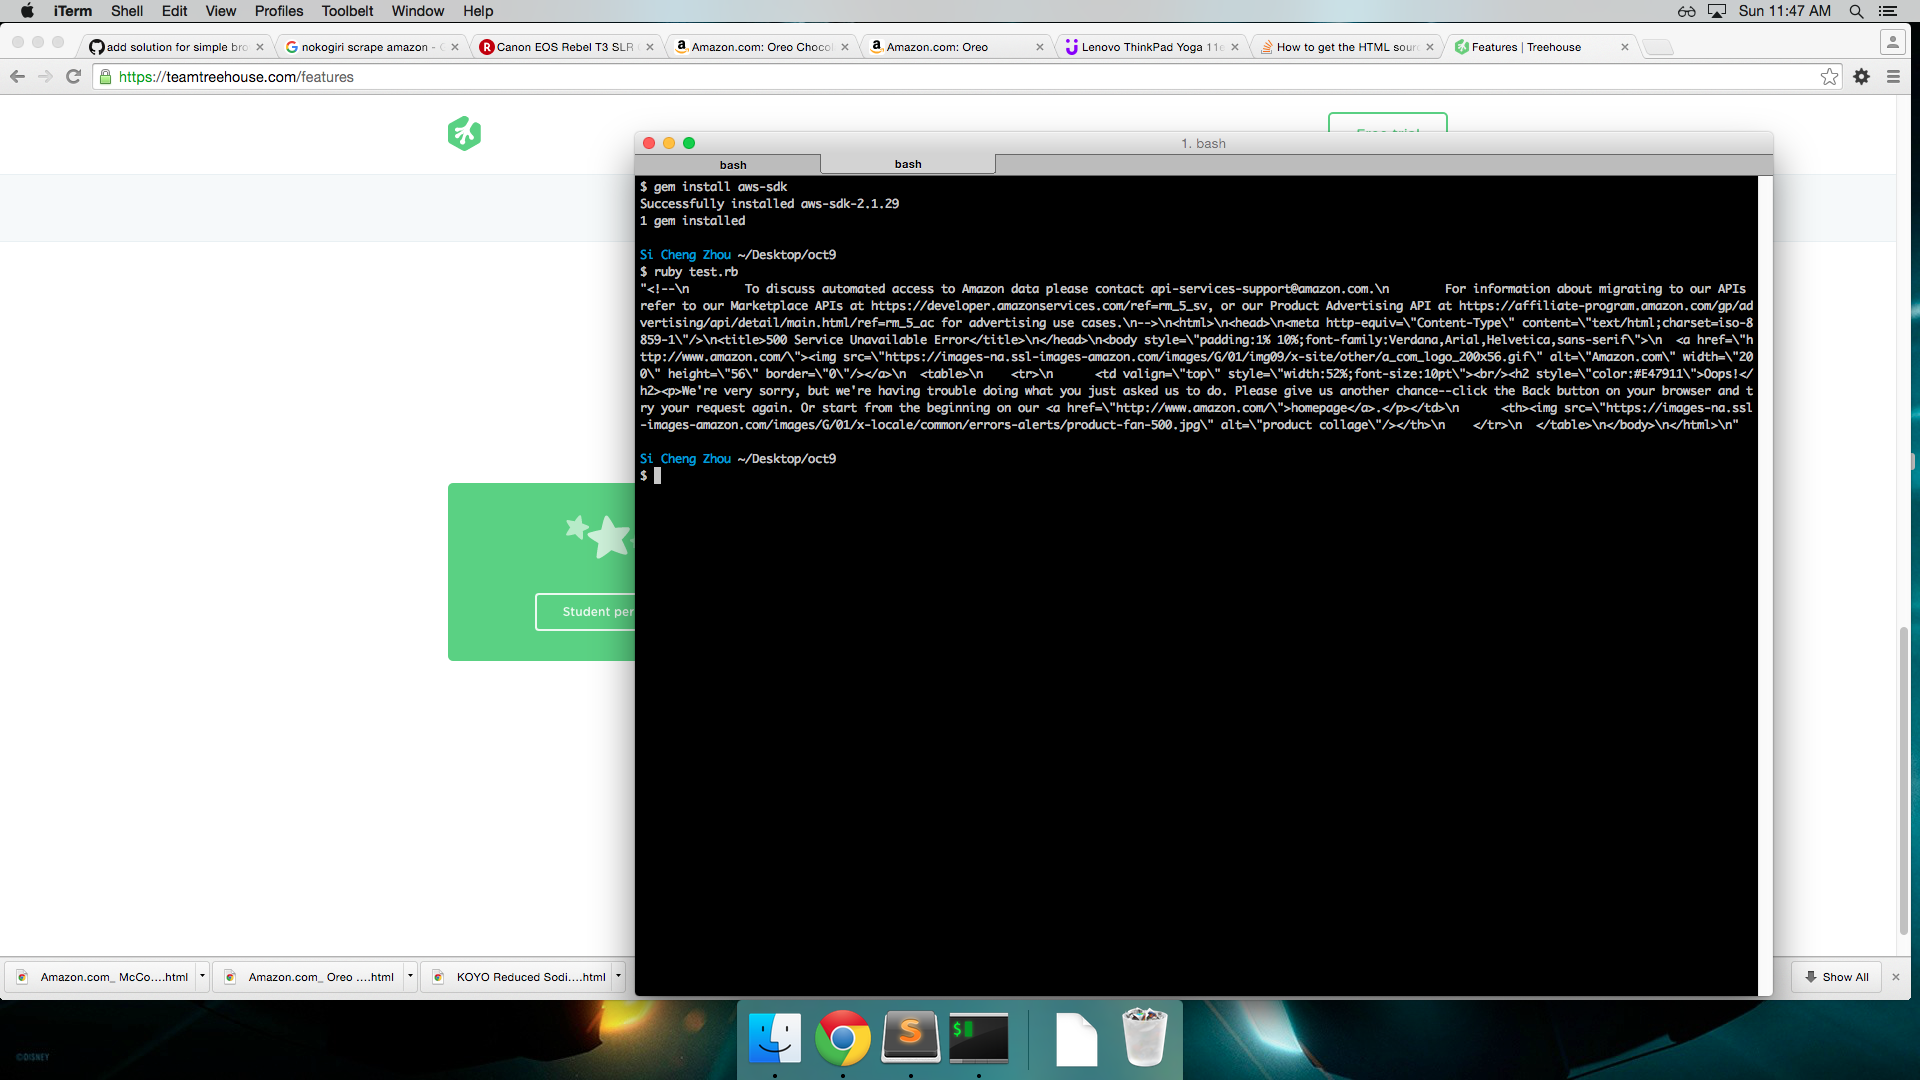 iTerm Shell Edit View Profiles Toolbelt Window Help
Sun 11:47 AM
add solution for simple bro
nokogiri scrape amazon -
Canon EOS Rebel T3 SLR
Amazon.com: Oreo Chocol
Amazon.com: Oreo
Lenovo ThinkPad Yoga 11e
How to get the HTML sour
Features | Treehouse
https://teamtreehouse.com/features
Free trial
1. bash
bash
bash
$ gem install aws-sdk
Successfully installed aws-sdk-2.1.29
1 gem installed
Si Cheng Zhou ~/Desktop/oct9
$ ruby test.rb
"<!--\n        To discuss automated access to Amazon data please contact api-services-support@amazon.com.\n        For information about migrating to our APIs
refer to our Marketplace APIs at https://developer.amazonservices.com/ref=rm_5_sv, or our Product Advertising API at https://affiliate-program.amazon.com/gp/ad
vertising/api/detail/main.html/ref=rm_5_ac for advertising use cases.\n-->\n<html>\n<head>\n<meta http-equiv=\"Content-Type\" content=\"text/html;charset=iso-8
859-1\"/>\n<title>500 Service Unavailable Error</title>\n</head>\n<body style=\"padding:1% 10%;font-family:Verdana,Arial,Helvetica,sans-serif\">\n  <a href=\"h
ttp://www.amazon.com/\"><img src=\"https://images-na.ssl-images-amazon.com/images/G/01/img09/x-site/other/a_com_logo_200x56.gif\" alt=\"Amazon.com\" width=\"20
0\" height=\"56\" border=\"0\"/></a>\n  <table>\n    <tr>\n      <td valign=\"top\" style=\"width:52%;font-size:10pt\"><br/><h2 style=\"color:#E47911\">Oops!</
h2><p>We're very sorry, but we're having trouble doing what you just asked us to do. Please give us another chance--click the Back button on your browser and t
ry your request again. Or start from the beginning on our <a href=\"http://www.amazon.com/\">homepage</a>.</p></td>\n      <th><img src=\"https://images-na.ssl
-images-amazon.com/images/G/01/x-locale/common/errors-alerts/product-fan-500.jpg\" alt=\"product collage\"/></th>\n    </tr>\n  </table>\n</body>\n</html>\n"
Si Cheng Zhou ~/Desktop/oct9
$
Student per
Amazon.com_ McCo....html
Amazon.com_ Oreo ....html
KOYO Reduced Sodi....html
Show All
©DISNEY